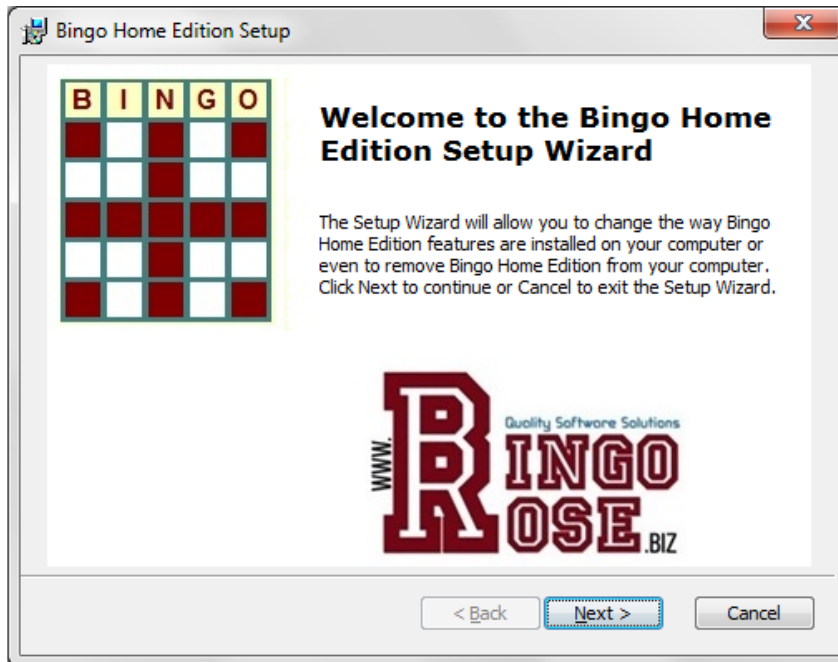 Bingo Home Edition Setup
B I N G O
Welcome to the Bingo Home
Edition Setup Wizard
The Setup Wizard will allow you to change the way Bingo
Home Edition features are installed on your computer or
even to remove Bingo Home Edition from your computer.
Click Next to continue or Cancel to exit the Setup Wizard.
Quality Software Solutions
WWW.
BINGO
ROSE.BIZ
< Back
Next >
Cancel